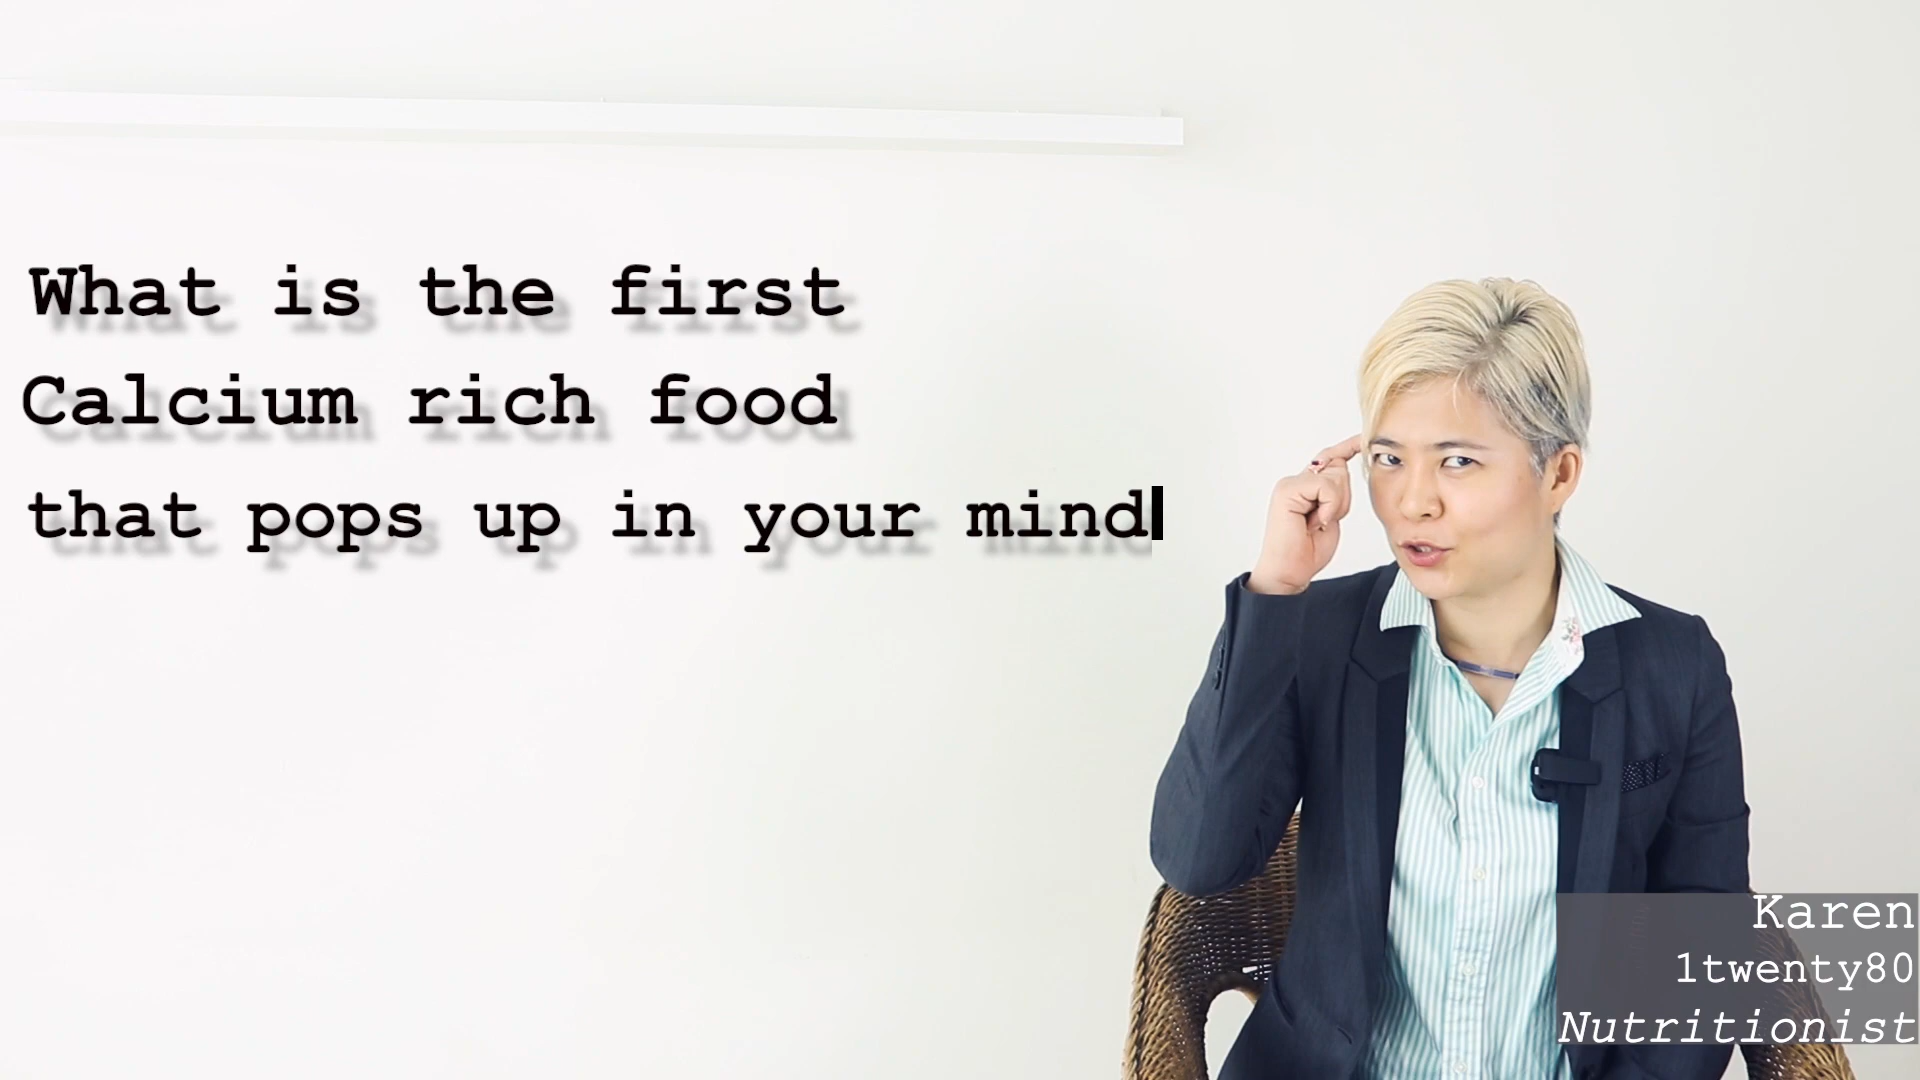 What is the first
Calcium rich food
that pops up in your mind
Karen
1twenty80
Nutritionist